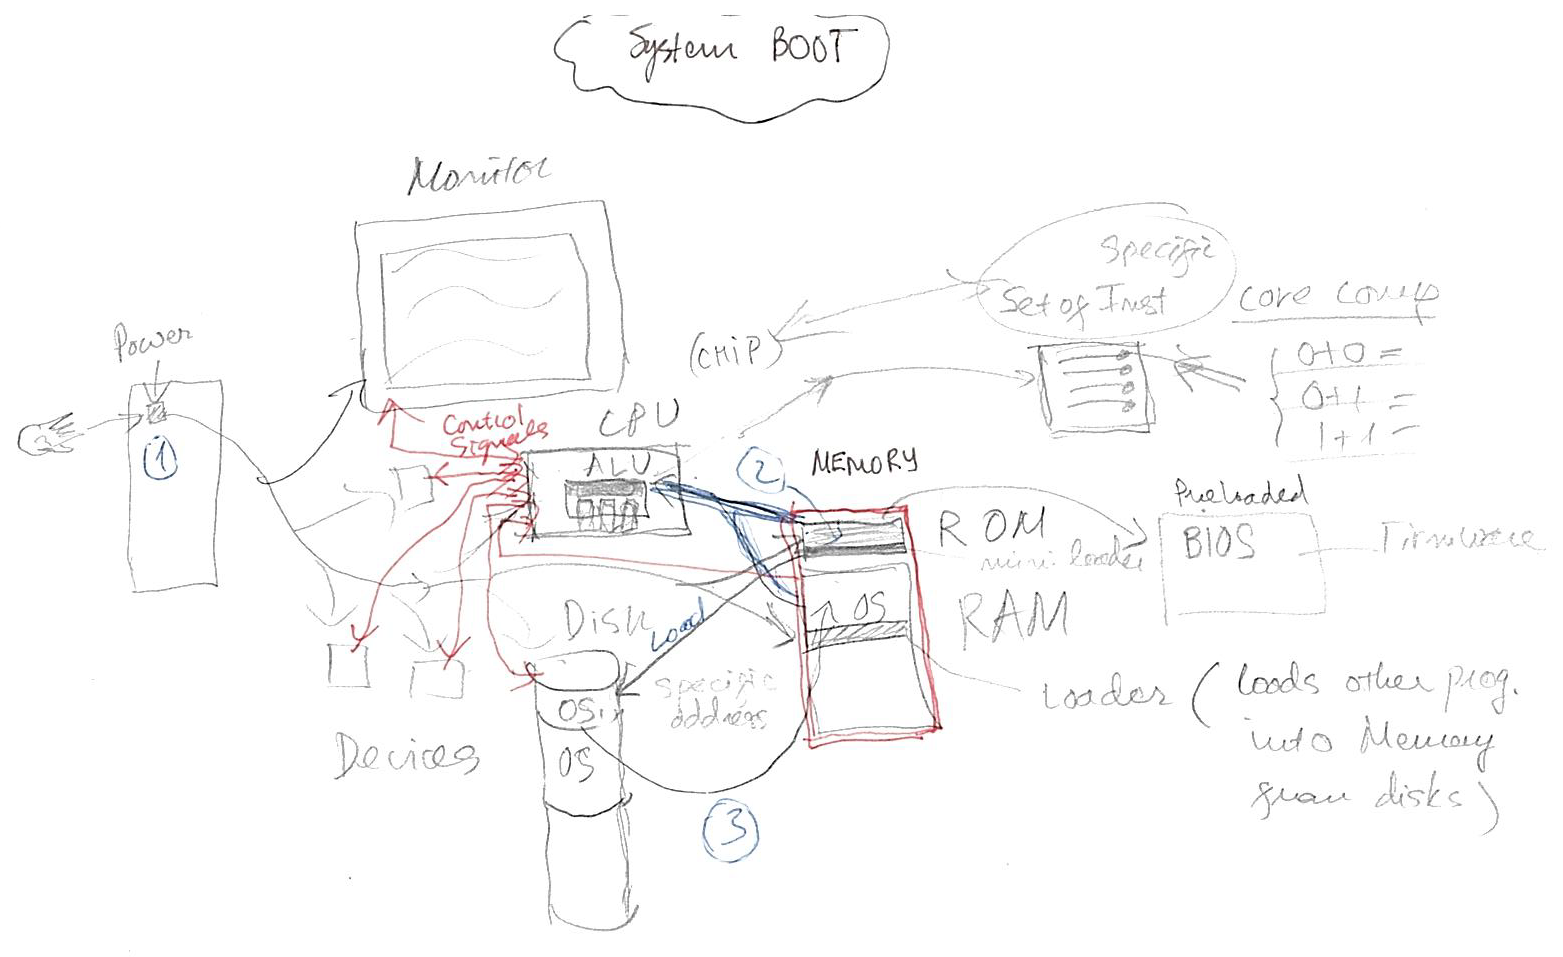 System BOOT
Monitor
Power
1
Control
Signals
CPU
ALU
(CHIP)
Specific
Set of Inst
core comp
0+0 =
0+1 =
1+1 =
2
MEMORY
ROM
mini loader
Preloaded
BIOS
Firmware
OS
RAM
Disk
Load
specific
address
OS
OS
Devices
3
Loader ( loads other prog.
into Memory
from disks )